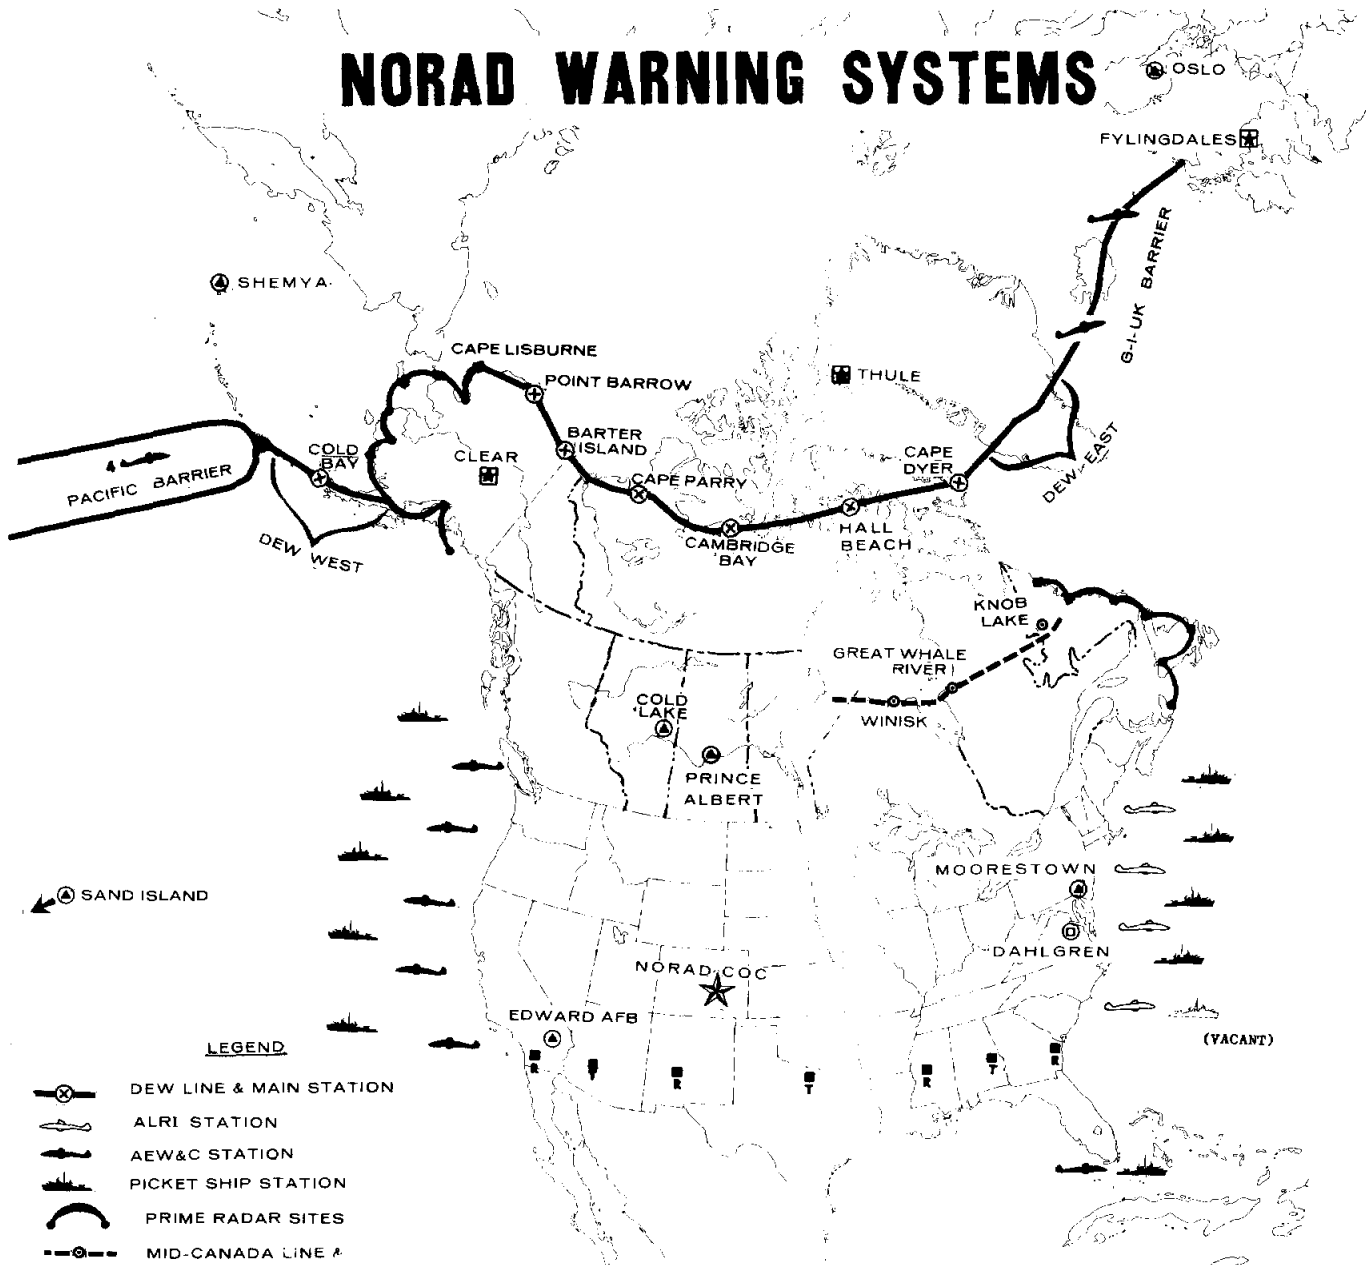 NORAD WARNING SYSTEMS
OSLO
FYLINGDALES
G-I-UK BARRIER
SHEMYA
CAPE LISBURNE
POINT BARROW
THULE
BARTER
ISLAND
COLD
BAY
CLEAR
CAPE
DYER
DEW-EAST
4
PACIFIC BARRIER
CAPE PARRY
HALL
BEACH
CAMBRIDGE
BAY
DEW WEST
KNOB
LAKE
GREAT WHALE
RIVER
WINISK
COLD
LAKE
PRINCE
ALBERT
MOORESTOWN
SAND ISLAND
DAHLGREN
NORAD COC
EDWARD AFB
(VACANT)
R
T
R
T
R
T
R
LEGEND
DEW LINE & MAIN STATION
ALRI STATION
AEW&C STATION
PICKET SHIP STATION
PRIME RADAR SITES
MID-CANADA LINE